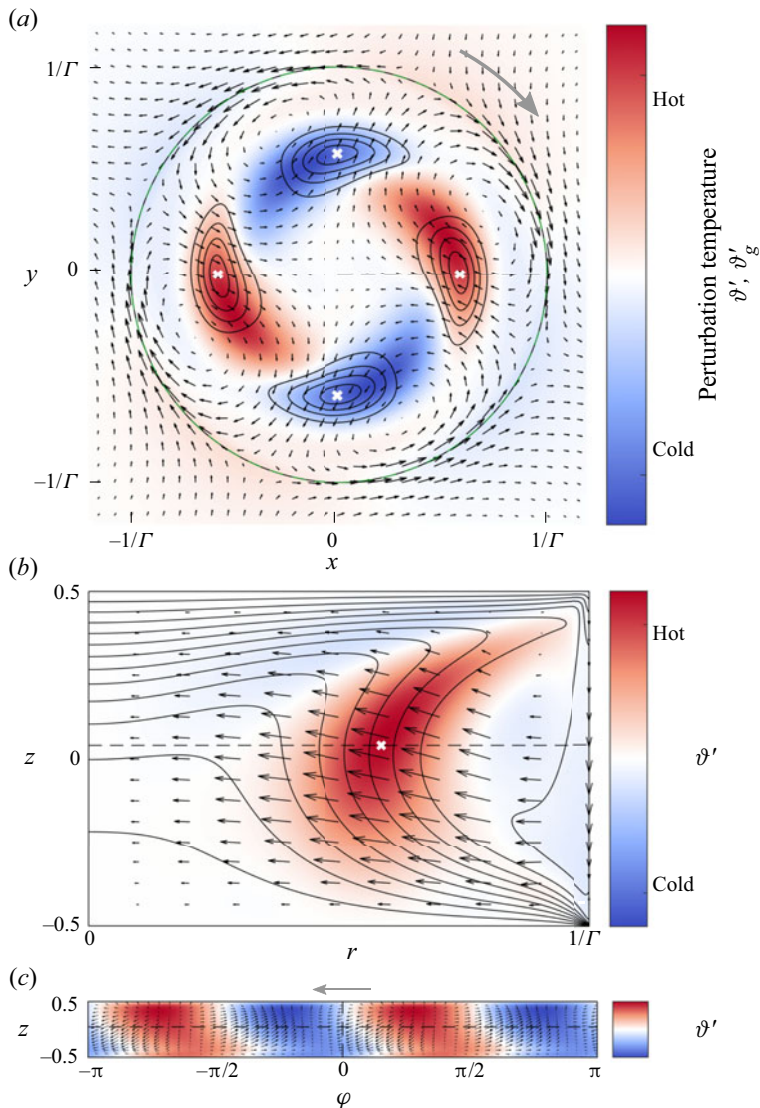 (a)
1/Γ
y
0
–1/Γ
–1/Γ
0
1/Γ
x
Hot
Cold
Perturbation temperature
ϑ′, ϑ′g
(b)
0.5
z
0
–0.5
0
r
1/Γ
Hot
ϑ′
Cold
(c)
0.5
z
–0.5
–π
–π/2
0
π/2
π
φ
ϑ′